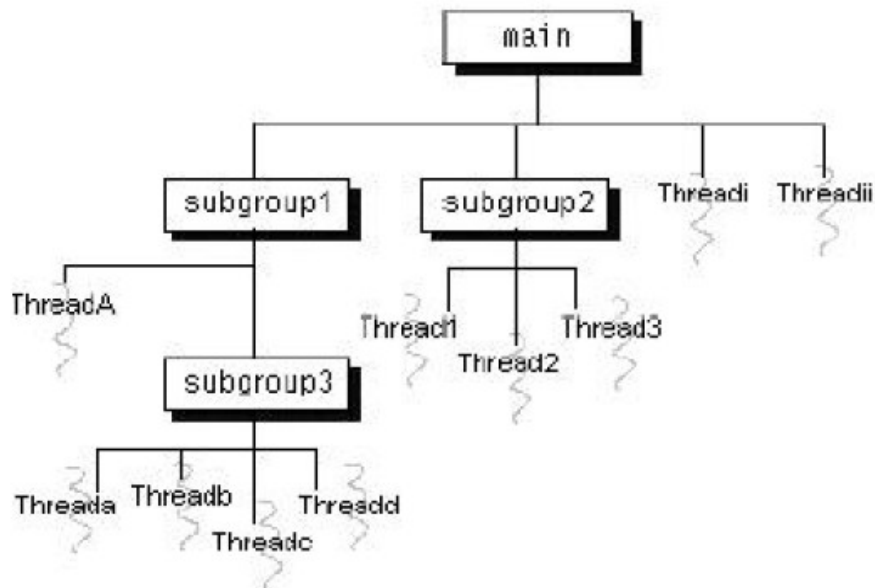 main
subgroup1
subgroup2
Threadi
Threadii
ThreadA
Thread1
Thread2
Thread3
subgroup3
Threada
Threadb
Threadc
Threadd